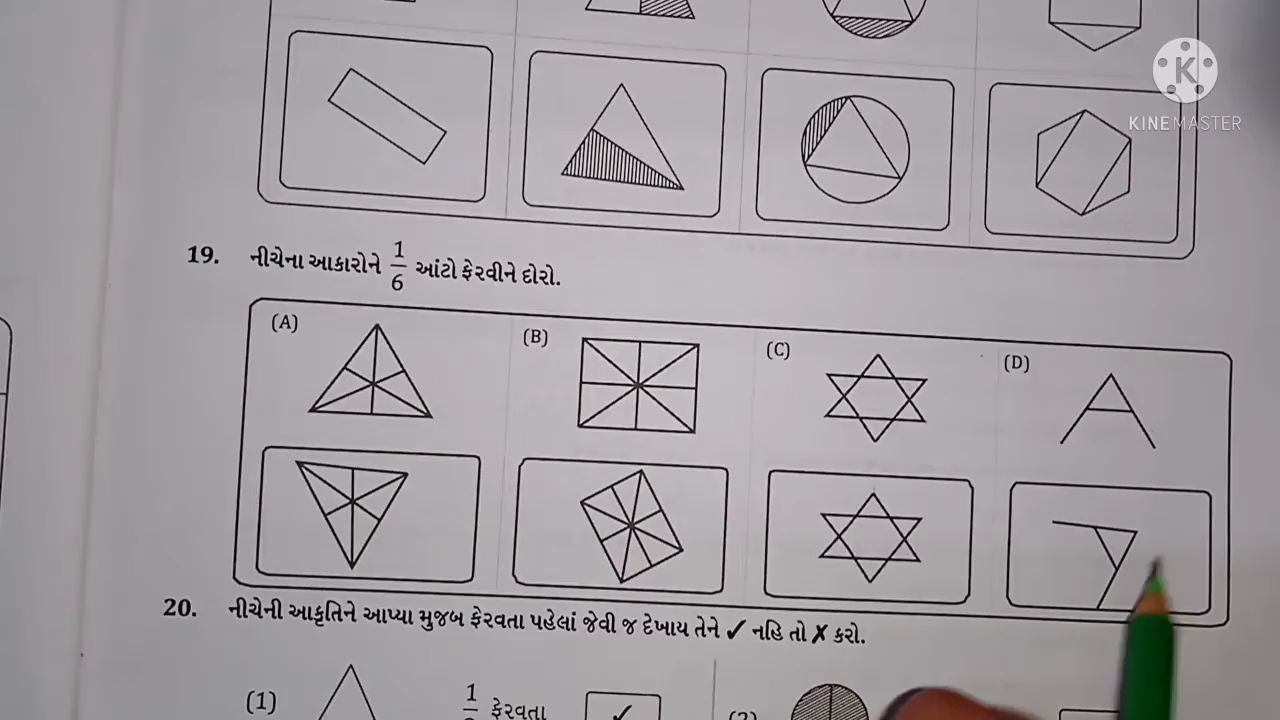 K
KINEMASTER
19. નીચેના આકારોને 1/6 આંટો ફેરવીને દોરો.
(A) (B) (C) (D)
20. નીચેની આકૃતિને આપ્યા મુજબ ફેરવતા પહેલાં જેવી જ દેખાય તેને ✓ નહિ તો ✗ કરો.
(1) ફેરવતા ✓